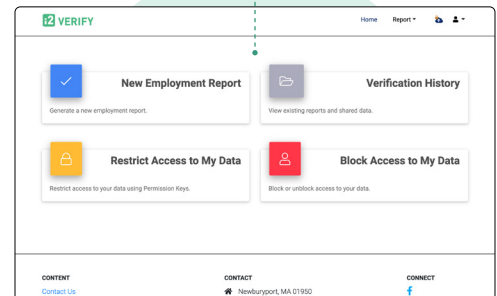 i2 VERIFY
Home Report
New Employment Report
Generate a new employment report.
Verification History
View existing reports and shared data.
Restrict Access to My Data
Restrict access to your data using Permission Keys.
Block Access to My Data
Block or unblock access to your data.
CONTENT
Contact Us
CONTACT
Newburyport, MA 01950
CONNECT